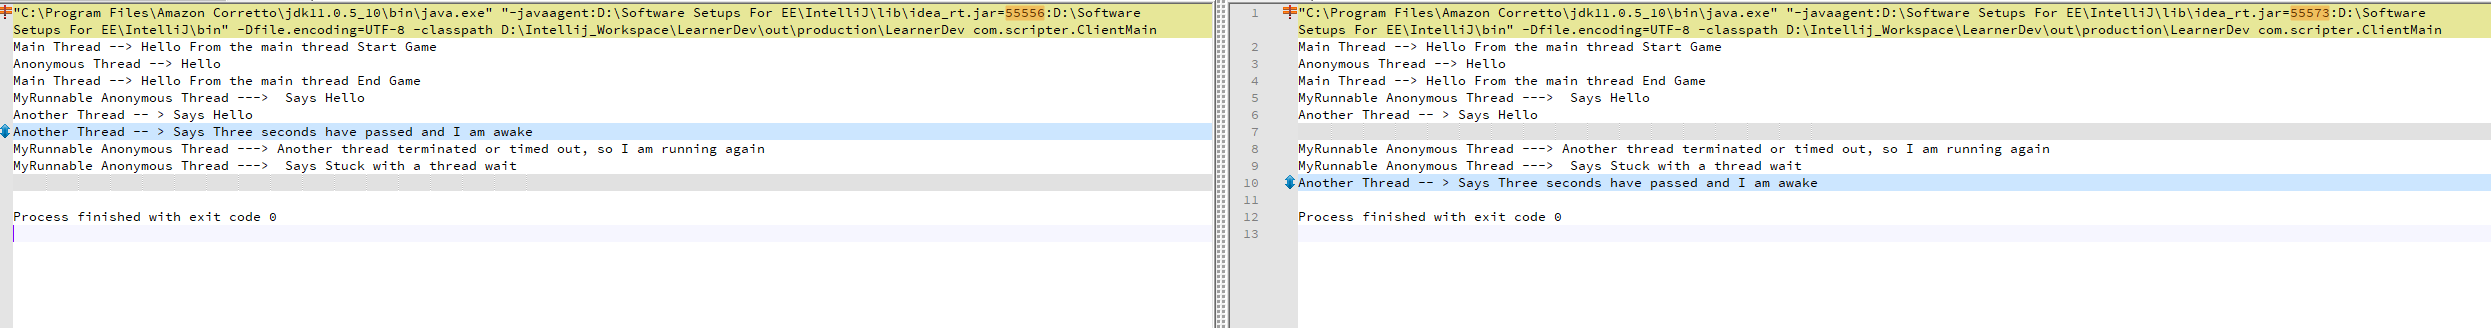 "C:\Program Files\Amazon Corretto\jdk11.0.5_10\bin\java.exe" "-javaagent:D:\Software Setups For EE\IntelliJ\lib\idea_rt.jar=55556:D:\Software
Setups For EE\IntelliJ\bin" -Dfile.encoding=UTF-8 -classpath D:\Intellij_Workspace\LearnerDev\out\production\LearnerDev com.scripter.ClientMain
Main Thread --> Hello From the main thread Start Game
Anonymous Thread --> Hello
Main Thread --> Hello From the main thread End Game
MyRunnable Anonymous Thread --->  Says Hello
Another Thread -- > Says Hello
Another Thread -- > Says Three seconds have passed and I am awake
MyRunnable Anonymous Thread ---> Another thread terminated or timed out, so I am running again
MyRunnable Anonymous Thread --->  Says Stuck with a thread wait
Process finished with exit code 0
1 "C:\Program Files\Amazon Corretto\jdk11.0.5_10\bin\java.exe" "-javaagent:D:\Software Setups For EE\IntelliJ\lib\idea_rt.jar=55573:D:\Software
Setups For EE\IntelliJ\bin" -Dfile.encoding=UTF-8 -classpath D:\Intellij_Workspace\LearnerDev\out\production\LearnerDev com.scripter.ClientMain
2 Main Thread --> Hello From the main thread Start Game
3 Anonymous Thread --> Hello
4 Main Thread --> Hello From the main thread End Game
5 MyRunnable Anonymous Thread --->  Says Hello
6 Another Thread -- > Says Hello
7
8 MyRunnable Anonymous Thread ---> Another thread terminated or timed out, so I am running again
9 MyRunnable Anonymous Thread --->  Says Stuck with a thread wait
10 Another Thread -- > Says Three seconds have passed and I am awake
11
12 Process finished with exit code 0
13